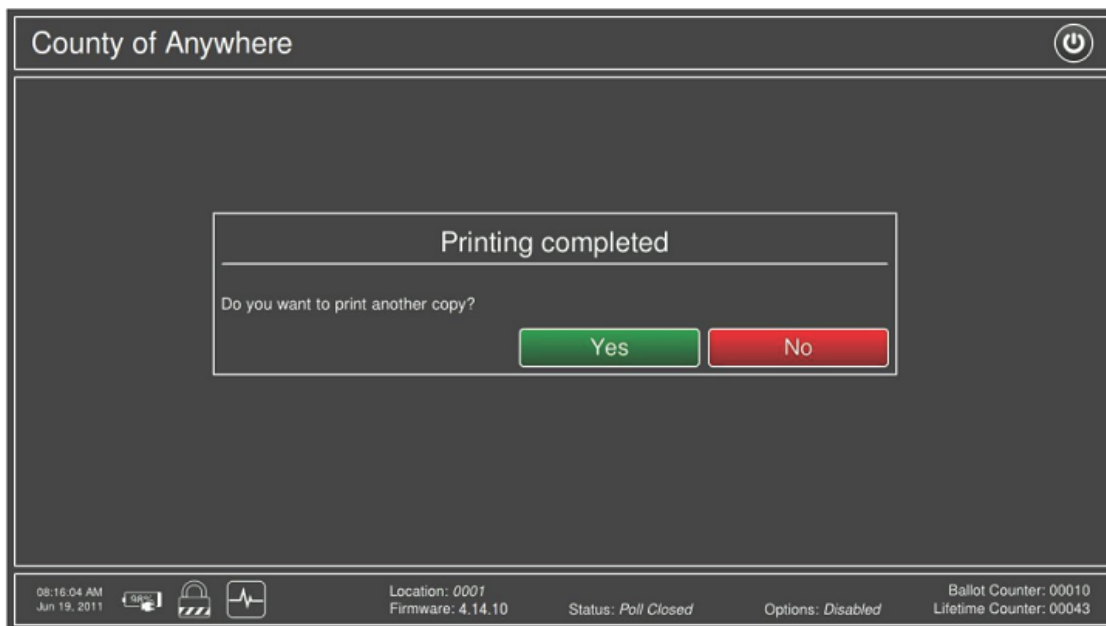 County of Anywhere
Printing completed
Do you want to print another copy?
Yes No
08:16:04 AM
Jun 19, 2011
98%
Location: 0001
Firmware: 4.14.10
Status: Poll Closed
Options: Disabled
Ballot Counter: 00010
Lifetime Counter: 00043